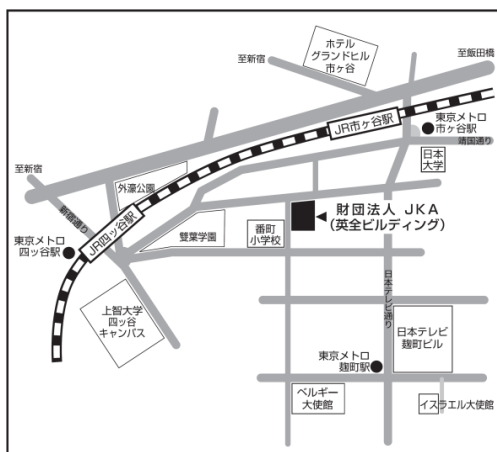 ホテル
グランドヒル
市ヶ谷
至新宿
至飯田橋
JR市ヶ谷駅
東京メトロ
市ヶ谷駅
靖国通り
日本
大学
至新宿
外濠公園
新宿通り
JR四ッ谷駅
東京メトロ
四ッ谷駅
雙葉学園
番町
小学校
財団法人 JKA
(英全ビルディング)
上智大学
四ッ谷
キャンパス
日本テレビ通り
日本テレビ
麹町ビル
東京メトロ
麹町駅
ベルギー
大使館
イスラエル大使館